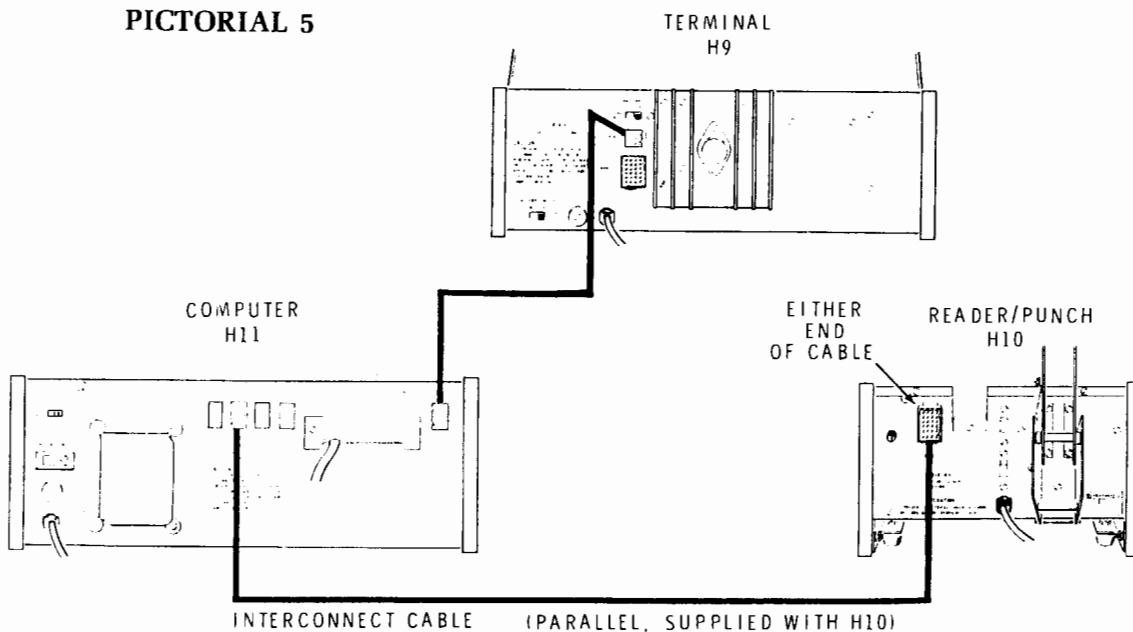 PICTORIAL 5
TERMINAL
H9
COMPUTER
H11
EITHER
END
OF CABLE
READER/PUNCH
H10
INTERCONNECT CABLE (PARALLEL, SUPPLIED WITH H10)